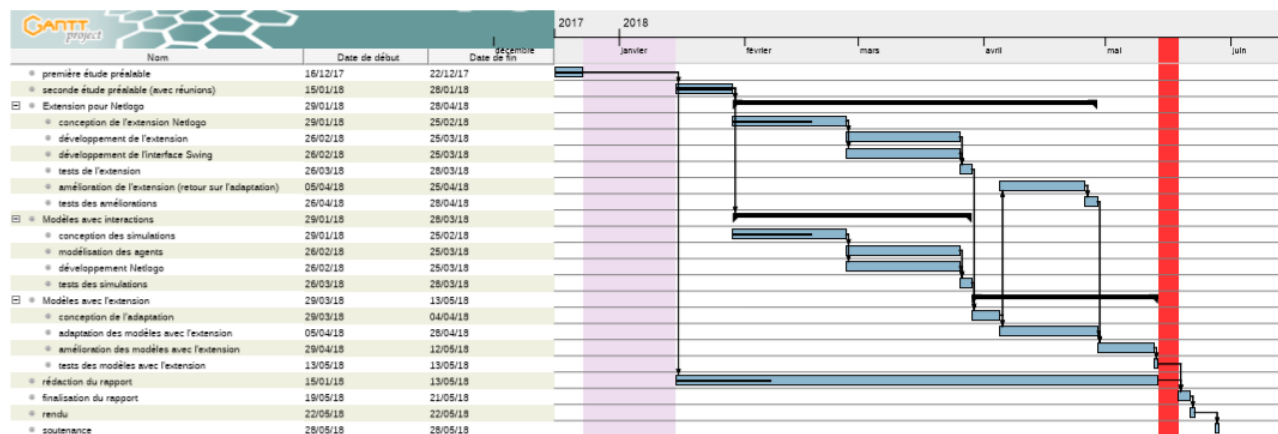 GANTT project
2017 2018
décembre janvier février mars avril mai juin
Nom Date de début Date de fin
première étude préalable 16/12/17 22/12/17
seconde étude préalable (avec réunions) 15/01/18 28/01/18
Extension pour Netlogo 29/01/18 28/04/18
conception de l'extension Netlogo 29/01/18 25/02/18
développement de l'extension 26/02/18 25/03/18
développement de l'interface Swing 26/02/18 25/03/18
tests de l'extension 26/03/18 28/03/18
amélioration de l'extension (retour sur l'adaptation) 05/04/18 25/04/18
tests des améliorations 26/04/18 28/04/18
Modèles avec interactions 29/01/18 28/03/18
conception des simulations 29/01/18 25/02/18
modélisation des agents 26/02/18 25/03/18
développement Netlogo 26/02/18 25/03/18
tests des simulations 26/03/18 28/03/18
Modèles avec l'extension 29/03/18 13/05/18
conception de l'adaptation 29/03/18 04/04/18
adaptation des modèles avec l'extension 05/04/18 28/04/18
amélioration des modèles avec l'extension 29/04/18 12/05/18
tests des modèles avec l'extension 13/05/18 13/05/18
rédaction du rapport 15/01/18 13/05/18
finalisation du rapport 19/05/18 21/05/18
rendu 22/05/18 22/05/18
soutenance 28/05/18 28/05/18